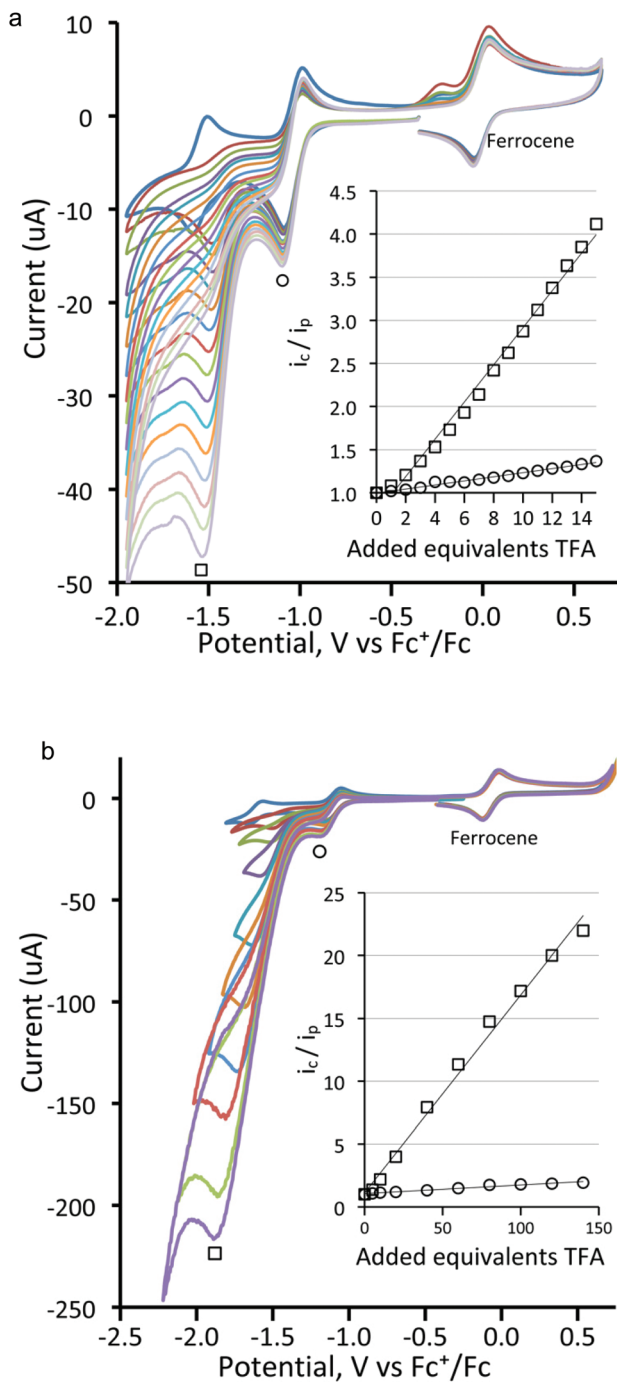 a
10
0
-10
-20
-30
-40
-50
Current (uA)
Ferrocene
4.5
4.0
3.5
3.0
2.5
2.0
1.5
1.0
i_c / i_p
0 2 4 6 8 10 12 14
Added equivalents TFA
-2.0 -1.5 -1.0 -0.5 0.0 0.5
Potential, V vs Fc⁺/Fc
b
0
-50
-100
-150
-200
-250
Current (uA)
Ferrocene
25
20
15
10
5
0
i_c / i_p
0 50 100 150
Added equivalents TFA
-2.5 -2.0 -1.5 -1.0 -0.5 0.0 0.5
Potential, V vs Fc⁺/Fc